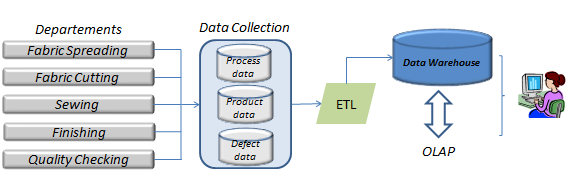 Departements
Fabric Spreading
Fabric Cutting
Sewing
Finishing
Quality Checking
Data Collection
Process
data
Product
data
Defect
data
ETL
Data Warehouse
OLAP